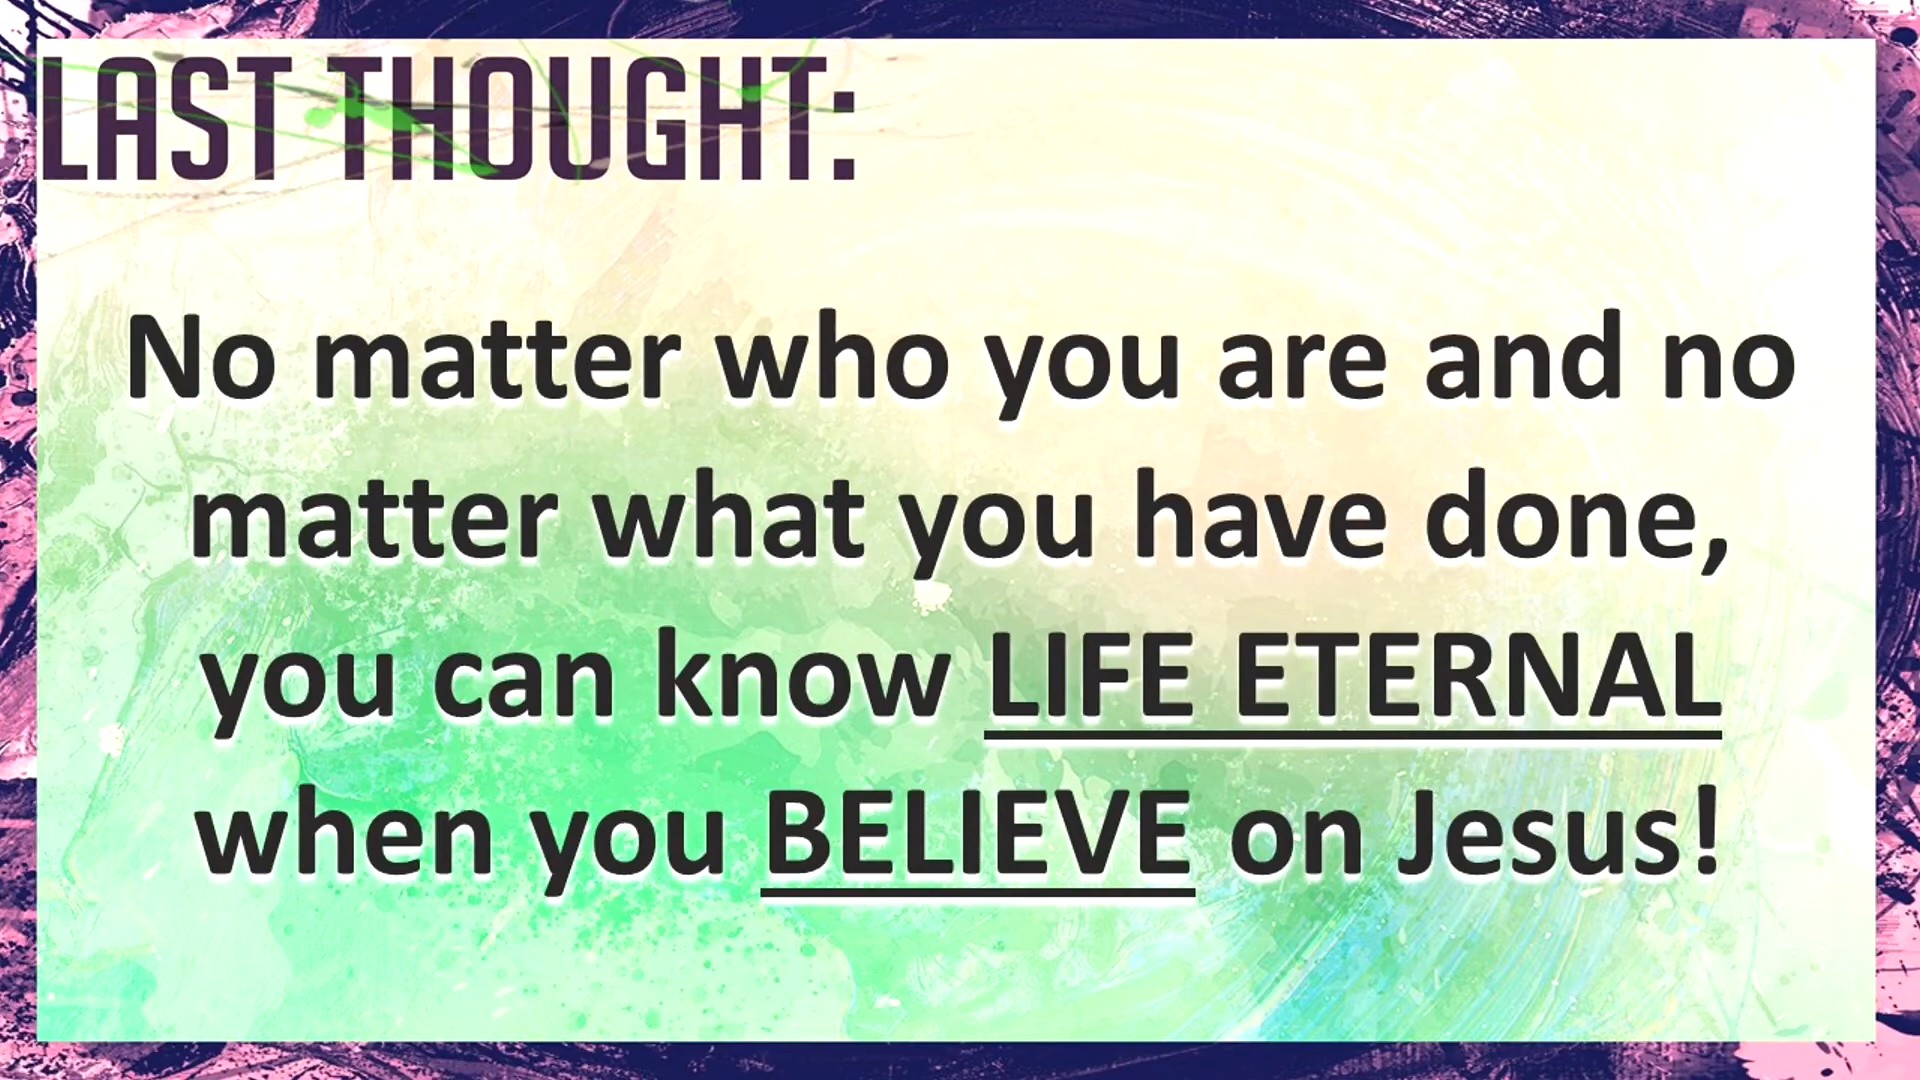 LAST THOUGHT:
No matter who you are and no
matter what you have done,
you can know LIFE ETERNAL
when you BELIEVE on Jesus!